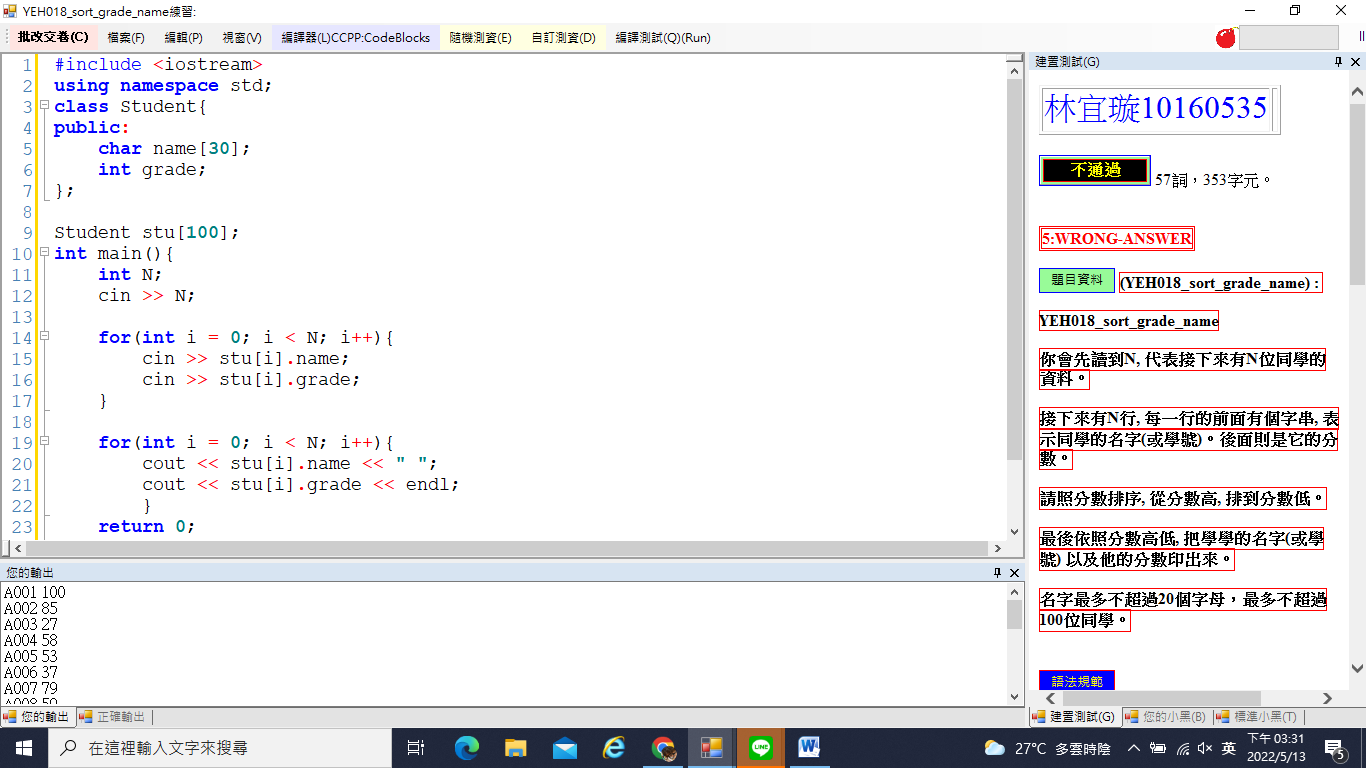 YEH018_sort_grade_name練習:
批改交卷(C) 檔案(F) 編輯(P) 視窗(V) 編譯器(L)CCPP:CodeBlocks 隨機測資(E) 自訂測資(D) 編譯測試(Q)(Run)
1 #include <iostream>
2 using namespace std;
3 class Student{
4 public:
5 char name[30];
6 int grade;
7 };
8
9 Student stu[100];
10 int main(){
11 int N;
12 cin >> N;
13
14 for(int i = 0; i < N; i++){
15 cin >> stu[i].name;
16 cin >> stu[i].grade;
17 }
18
19 for(int i = 0; i < N; i++){
20 cout << stu[i].name << " ";
21 cout << stu[i].grade << endl;
22 }
23 return 0;
您的輸出
A001 100
A002 85
A003 27
A004 58
A005 53
A006 37
A007 79
您的輸出 正確輸出
建置測試(G)
林宜璇10160535
不通過 57詞，353字元。
5:WRONG-ANSWER
題目資料 (YEH018_sort_grade_name) :
YEH018_sort_grade_name
你會先讀到N, 代表接下來有N位同學的
資料。
接下來有N行, 每一行的前面有個字串, 表
示同學的名字(或學號)。後面則是它的分
數。
請照分數排序, 從分數高, 排到分數低。
最後依照分數高低, 把學學的名字(或學
號) 以及他的分數印出來。
名字最多不超過20個字母，最多不超過
100位同學。
語法規範
建置測試(G) 您的小黑(B) 標準小黑(T)
在這裡輸入文字來搜尋
27°C 多雲時陰
英
下午 03:31
2022/5/13
5